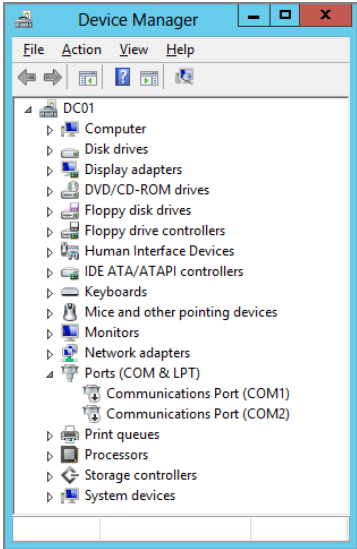 Device Manager
File Action View Help
DC01
Computer
Disk drives
Display adapters
DVD/CD-ROM drives
Floppy disk drives
Floppy drive controllers
Human Interface Devices
IDE ATA/ATAPI controllers
Keyboards
Mice and other pointing devices
Monitors
Network adapters
Ports (COM & LPT)
Communications Port (COM1)
Communications Port (COM2)
Print queues
Processors
Storage controllers
System devices